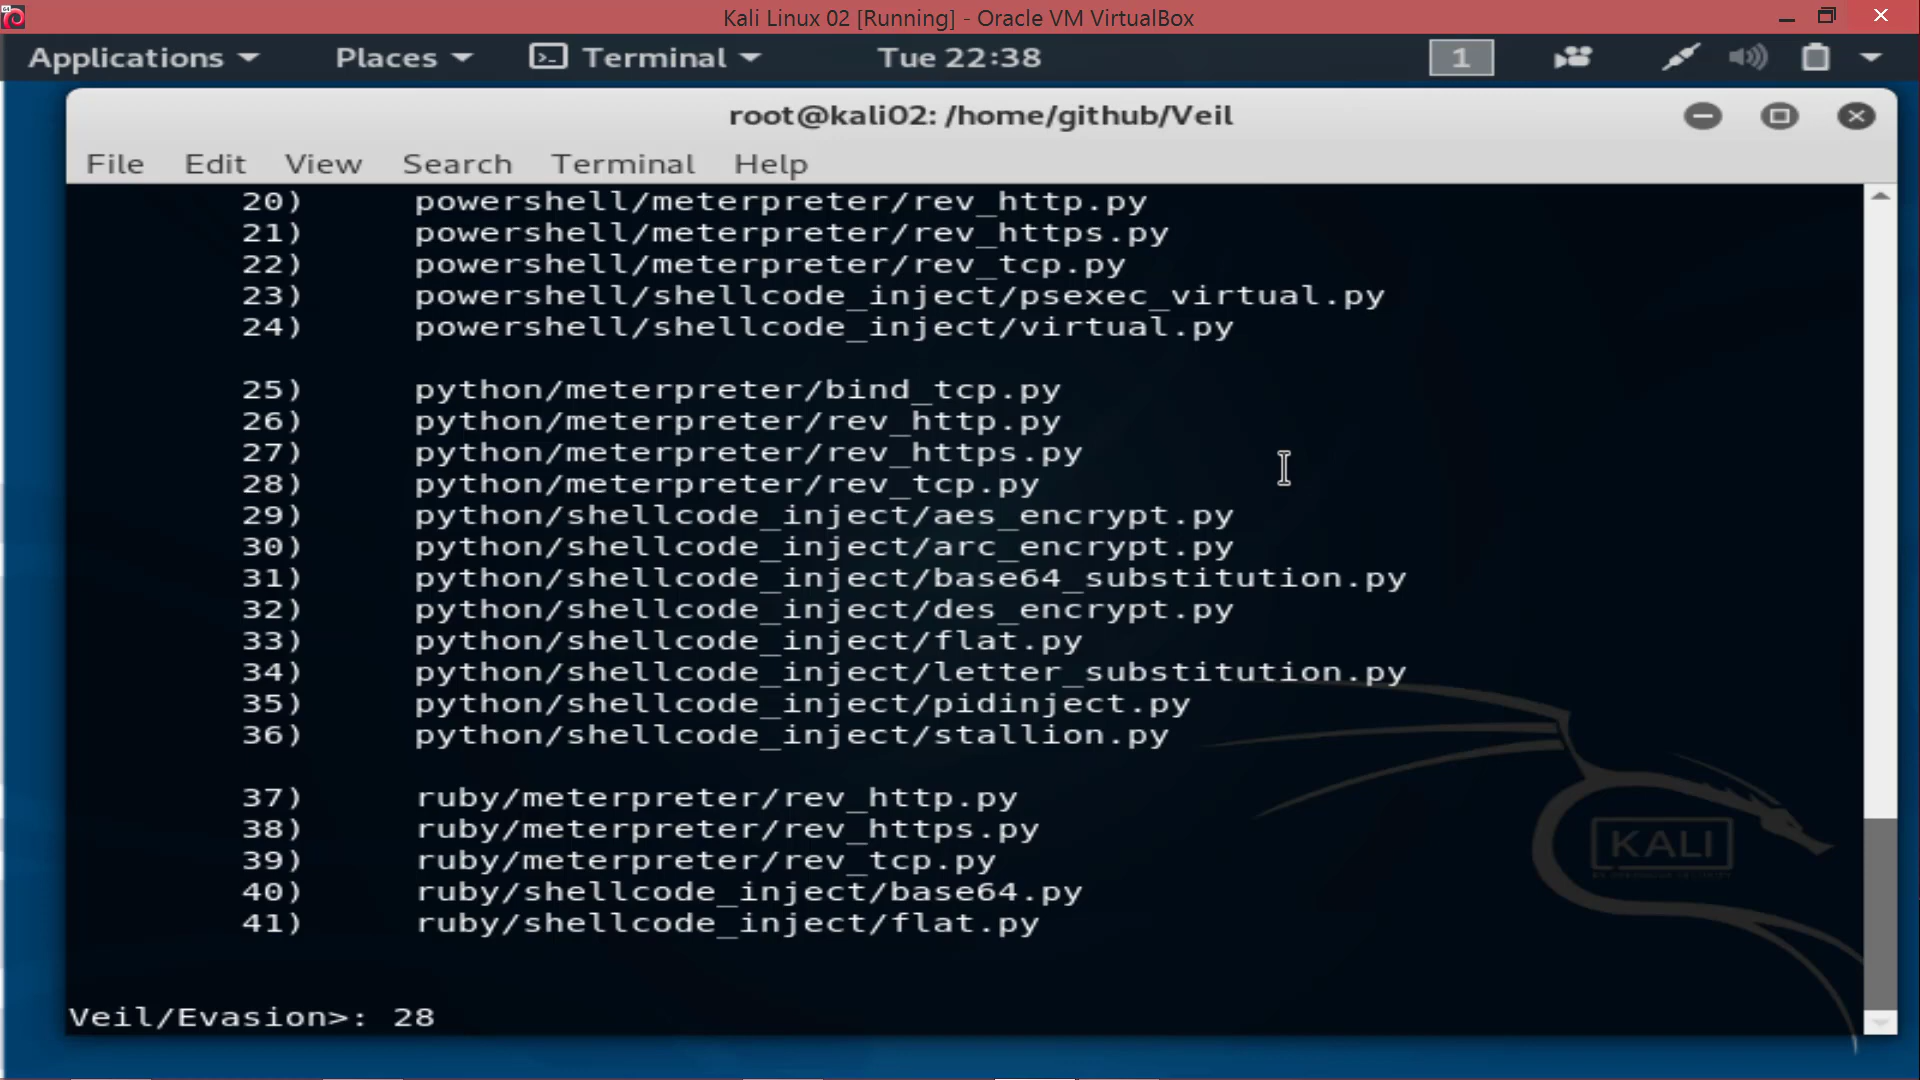 Kali Linux 02 [Running] - Oracle VM VirtualBox
Applications Places Terminal Tue 22:38 1
root@kali02: /home/github/Veil
File Edit View Search Terminal Help
20) powershell/meterpreter/rev_http.py
21) powershell/meterpreter/rev_https.py
22) powershell/meterpreter/rev_tcp.py
23) powershell/shellcode_inject/psexec_virtual.py
24) powershell/shellcode_inject/virtual.py
25) python/meterpreter/bind_tcp.py
26) python/meterpreter/rev_http.py
27) python/meterpreter/rev_https.py
28) python/meterpreter/rev_tcp.py
29) python/shellcode_inject/aes_encrypt.py
30) python/shellcode_inject/arc_encrypt.py
31) python/shellcode_inject/base64_substitution.py
32) python/shellcode_inject/des_encrypt.py
33) python/shellcode_inject/flat.py
34) python/shellcode_inject/letter_substitution.py
35) python/shellcode_inject/pidinject.py
36) python/shellcode_inject/stallion.py
37) ruby/meterpreter/rev_http.py
38) ruby/meterpreter/rev_https.py
39) ruby/meterpreter/rev_tcp.py
40) ruby/shellcode_inject/base64.py
41) ruby/shellcode_inject/flat.py
KALI
Veil/Evasion>: 28